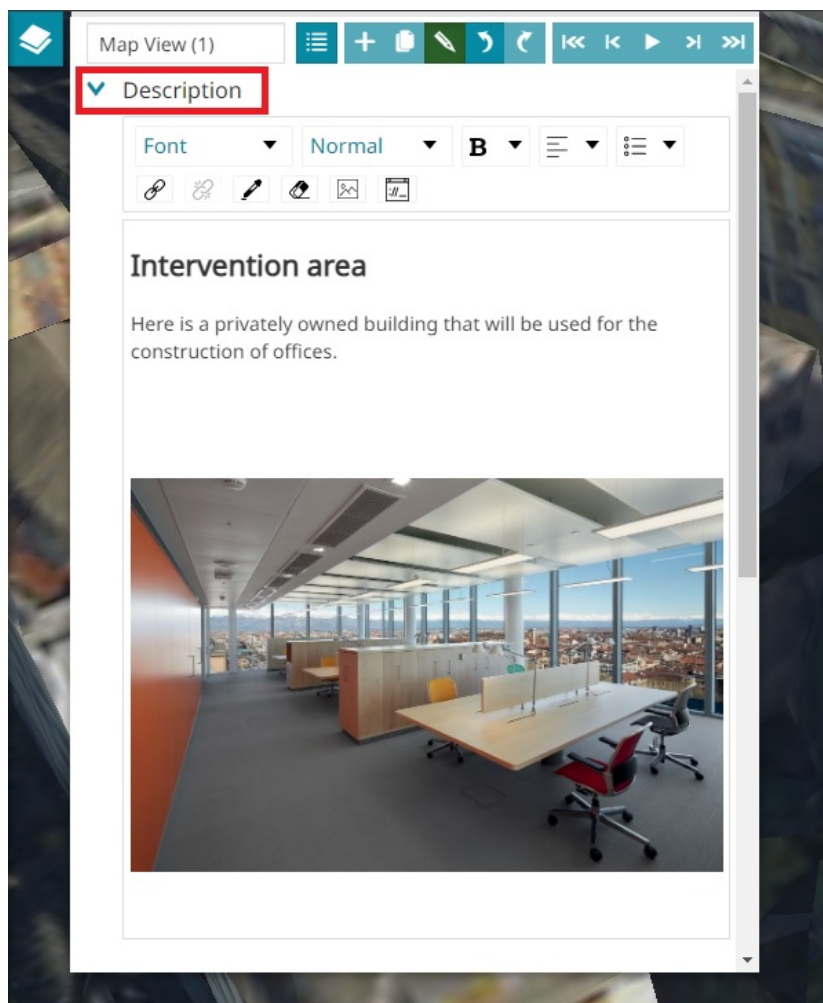 Map View (1)
Description
Font Normal B
Intervention area
Here is a privately owned building that will be used for the
construction of offices.